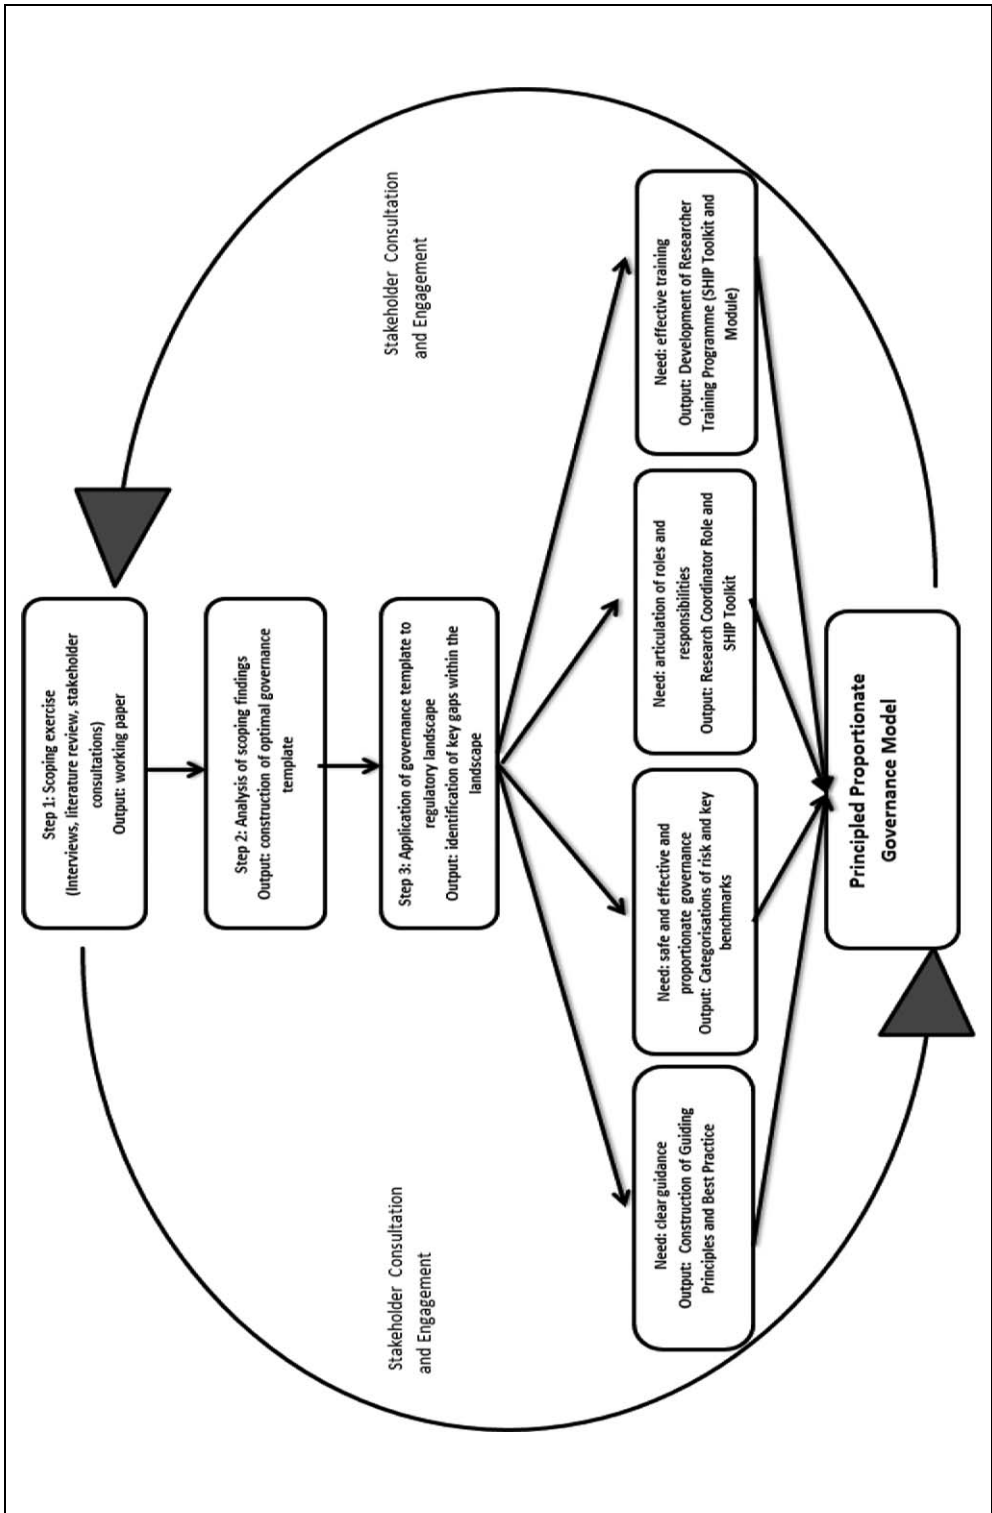 Step 1: Scoping exercise
(Interviews, literature review, stakeholder
consultations)
Output: working paper
Step 2: Analysis of scoping findings
Output: construction of optimal governance
template
Step 3: Application of governance template to
regulatory landscape
Output: identification of key gaps within the
landscape
Stakeholder Consultation
and Engagement
Stakeholder Consultation
and Engagement
Need: clear guidance
Output: Construction of Guiding
Principles and Best Practice
Need: safe and effective and
proportionate governance
Output: Categorisations of risk and key
benchmarks
Need: articulation of roles and
responsibilities
Output: Research Coordinator Role and
SHIP Toolkit
Need: effective training
Output: Development of Researcher
Training Programme (SHIP Toolkit and
Module)
Principled Proportionate
Governance Model